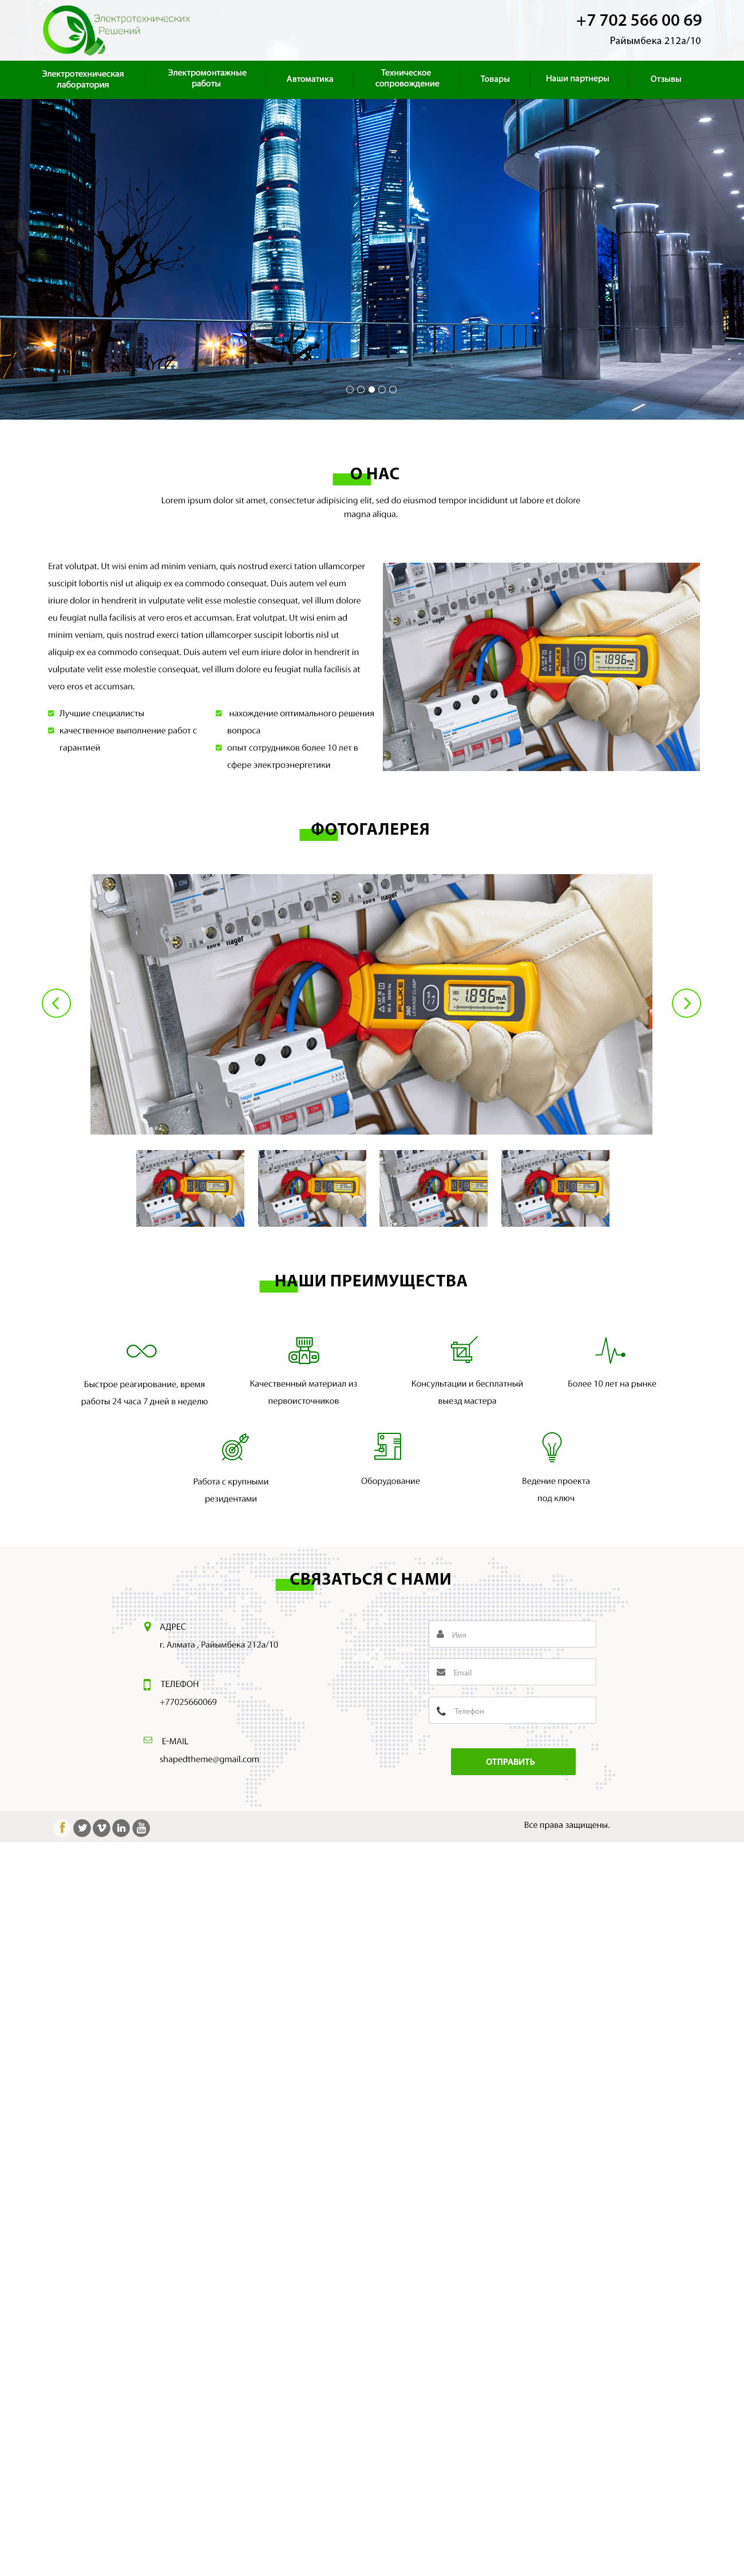 Электротехнических
Решений
+7 702 566 00 69
Райымбека 212а/10
Электротехническая
лаборатория
Электромонтажные
работы
Автоматика
Техническое
сопровождение
Товары
Наши партнеры
Отзывы
О НАС
Lorem ipsum dolor sit amet, consectetur adipisicing elit, sed do eiusmod tempor incididunt ut labore et dolore
magna aliqua.
Erat volutpat. Ut wisi enim ad minim veniam, quis nostrud exerci tation ullamcorper
suscipit lobortis nisl ut aliquip ex ea commodo consequat. Duis autem vel eum
iriure dolor in hendrerit in vulputate velit esse molestie consequat, vel illum dolore
eu feugiat nulla facilisis at vero eros et accumsan. Erat volutpat. Ut wisi enim ad
minim veniam, quis nostrud exerci tation ullamcorper suscipit lobortis nisl ut
aliquip ex ea commodo consequat. Duis autem vel eum iriure dolor in hendrerit in
vulputate velit esse molestie consequat, vel illum dolore eu feugiat nulla facilisis at
vero eros et accumsan.
Лучшие специалисты
качественное выполнение работ с
гарантией
нахождение оптимального решения
вопроса
опыт сотрудников более 10 лет в
сфере электроэнергетики
ФОТОГАЛЕРЕЯ
nager
nager
FLUKE
360
1.896 mA
ON
ON
ON
НАШИ ПРЕИМУЩЕСТВА
Быстрое реагирование, время
работы 24 часа 7 дней в неделю
Качественный материал из
первоисточников
Консультации и бесплатный
выезд мастера
Более 10 лет на рынке
Работа с крупными
резидентами
Оборудование
Ведение проекта
под ключ
СВЯЗАТЬСЯ С НАМИ
АДРЕС
г. Алмата , Райымбека 212а/10
ТЕЛЕФОН
+77025660069
E-MAIL
shapedtheme@gmail.com
Имя
Email
Телефон
ОТПРАВИТЬ
Все права защищены.